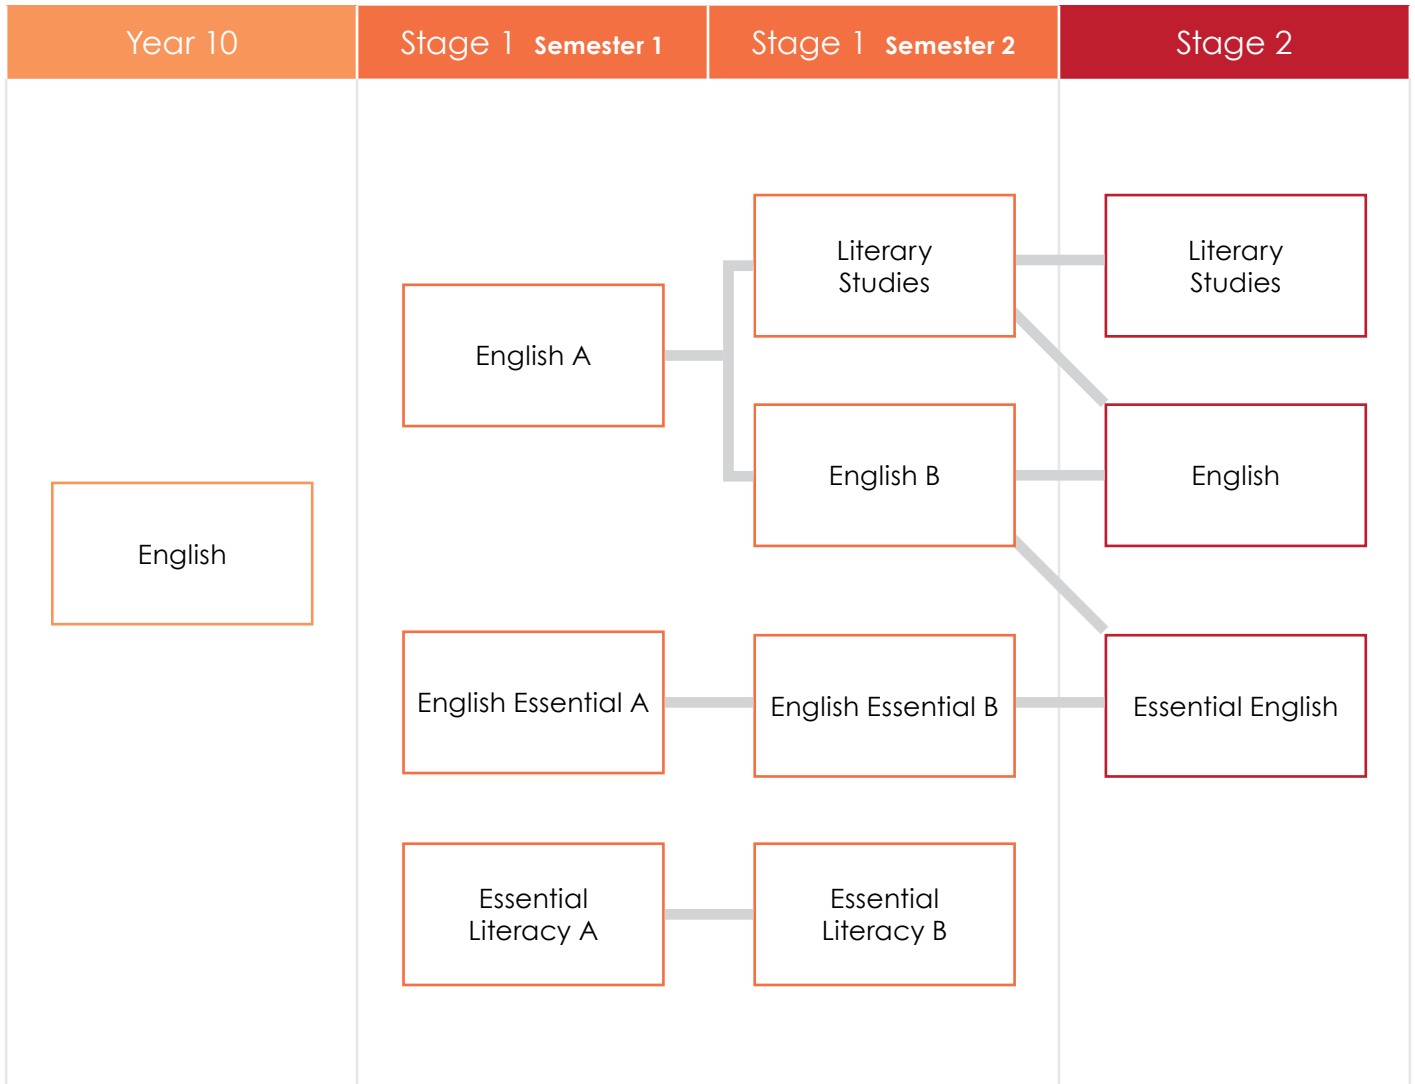 Year 10
Stage 1 Semester 1
Stage 1 Semester 2
Stage 2
English
English A
English Essential A
Essential
Literacy A
Literary
Studies
English B
English Essential B
Essential
Literacy B
Literary
Studies
English
Essential English